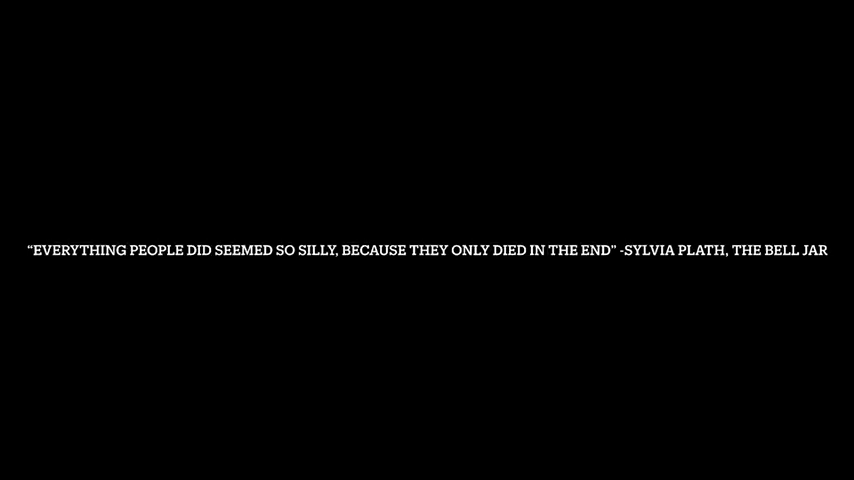 “EVERYTHING PEOPLE DID SEEMED SO SILLY, BECAUSE THEY ONLY DIED IN THE END” -SYLVIA PLATH, THE BELL JAR